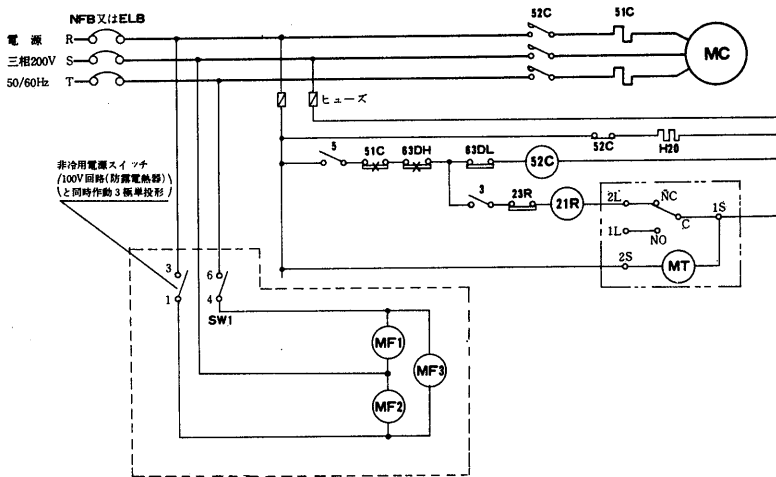 NFB又はELB
電源 R
三相200V S
50/60Hz T
52C
51C
MC
ヒューズ
52C
H20
5
51C
63DH
63DL
52C
3
23R
21R
2L
NC
1S
C
1L
NO
2S
MT
非冷用電源スイッチ
(100V回路(防露電熱器)
と同時作動3極単投形)
3
6
1
4
SW1
MF1
MF3
MF2